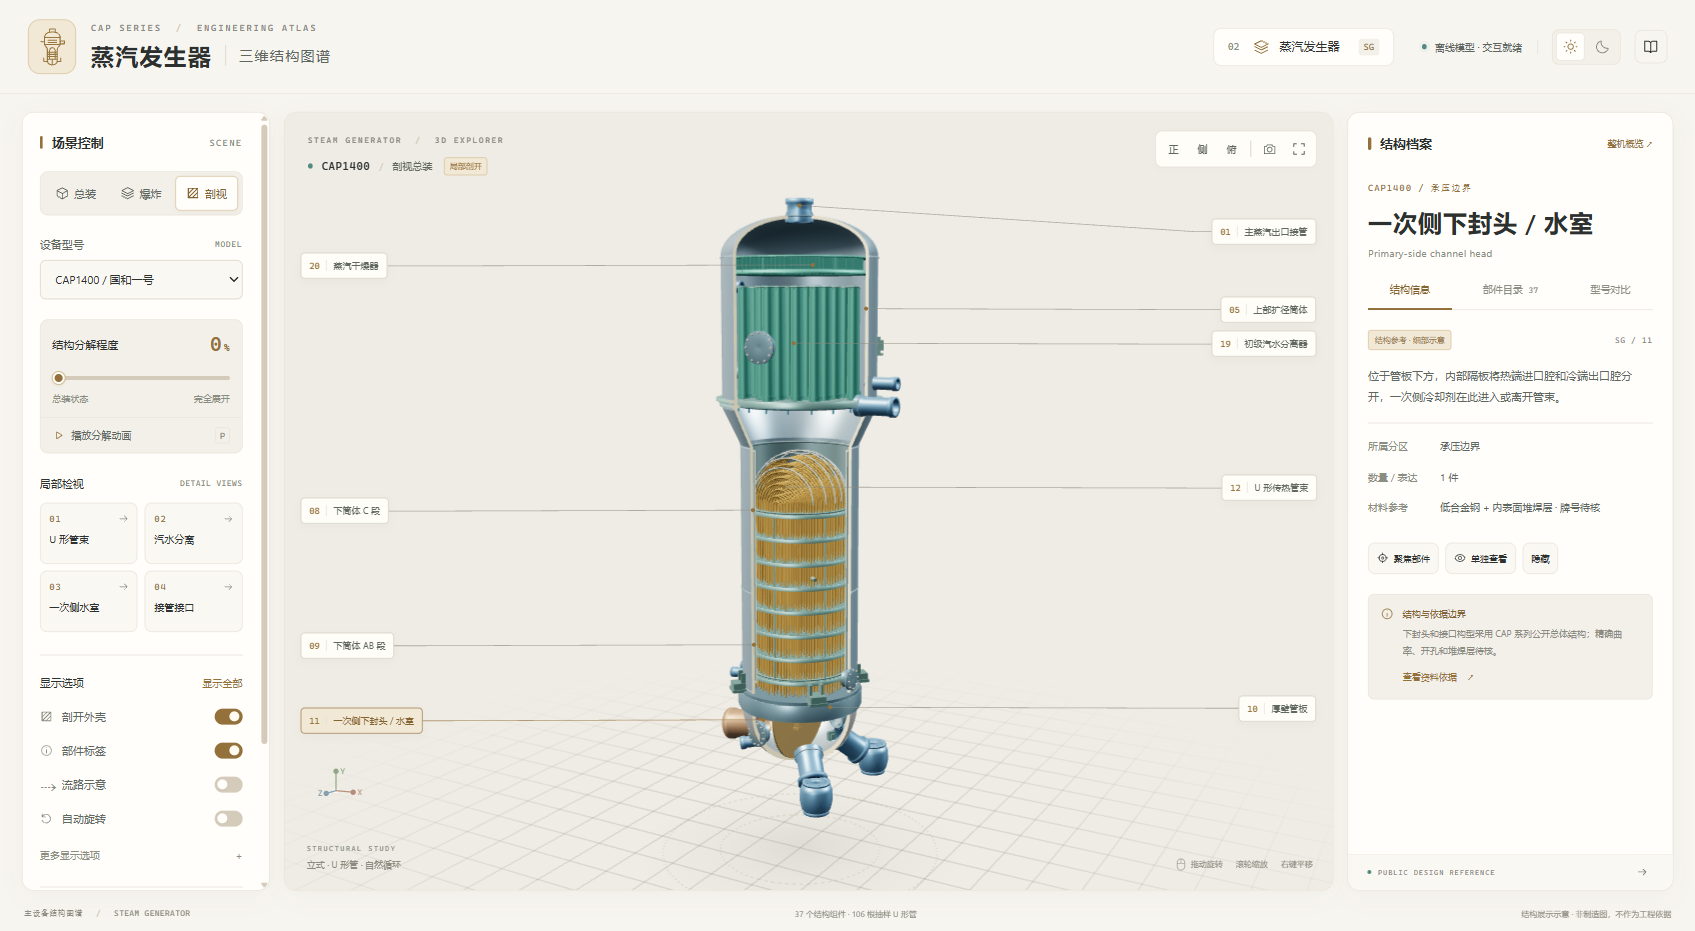 CAP SERIES / ENGINEERING ATLAS
蒸汽发生器 三维结构图谱
02 蒸汽发生器 SG
离线模型 · 交互就绪
场景控制 SCENE
总装 爆炸 剖视
设备型号 MODEL
CAP1400 / 国和一号
结构分解程度 0 %
总装状态 完全展开
播放分解动画 P
局部检视 DETAIL VIEWS
01 → 02 →
U 形管束 汽水分离
03 → 04 →
一次侧水室 接管接口
显示选项 显示全部
剖开外壳
部件标签
流路示意
自动旋转
更多显示选项 +
STEAM GENERATOR / 3D EXPLORER
CAP1400 / 剖视总装 局部剖开
正 侧 俯
01 主蒸汽出口接管
20 蒸汽干燥器
05 上部扩径筒体
19 初级汽水分离器
12 U 形传热管束
08 下筒体 C 段
09 下筒体 AB 段
10 厚壁管板
11 一次侧下封头 / 水室
Y
Z X
STRUCTURAL STUDY
立式 · U 形管 · 自然循环
拖动旋转 滚轮缩放 右键平移
结构档案 整机概览 ↗
CAP1400 / 承压边界
一次侧下封头 / 水室
Primary-side channel head
结构信息 部件目录 37 型号对比
结构参考 · 细部示意 SG / 11
位于管板下方，内部隔板将热端进口腔和冷端出口腔分
开，一次侧冷却剂在此进入或离开管束。
所属分区 承压边界
数量 / 表达 1 件
材料参考 低合金钢 + 内表面堆焊层 · 牌号待核
聚焦部件 单独查看 隐藏
结构与依据边界
下封头和接口构型采用 CAP 系列公开总体结构；精确曲
率、开孔和堆焊层待核。
查看资料依据 ↗
PUBLIC DESIGN REFERENCE →
主设备结构图谱 / STEAM GENERATOR
37 个结构组件 · 106 根抽样 U 形管
结构展示示意 · 非制造图，不作为工程依据